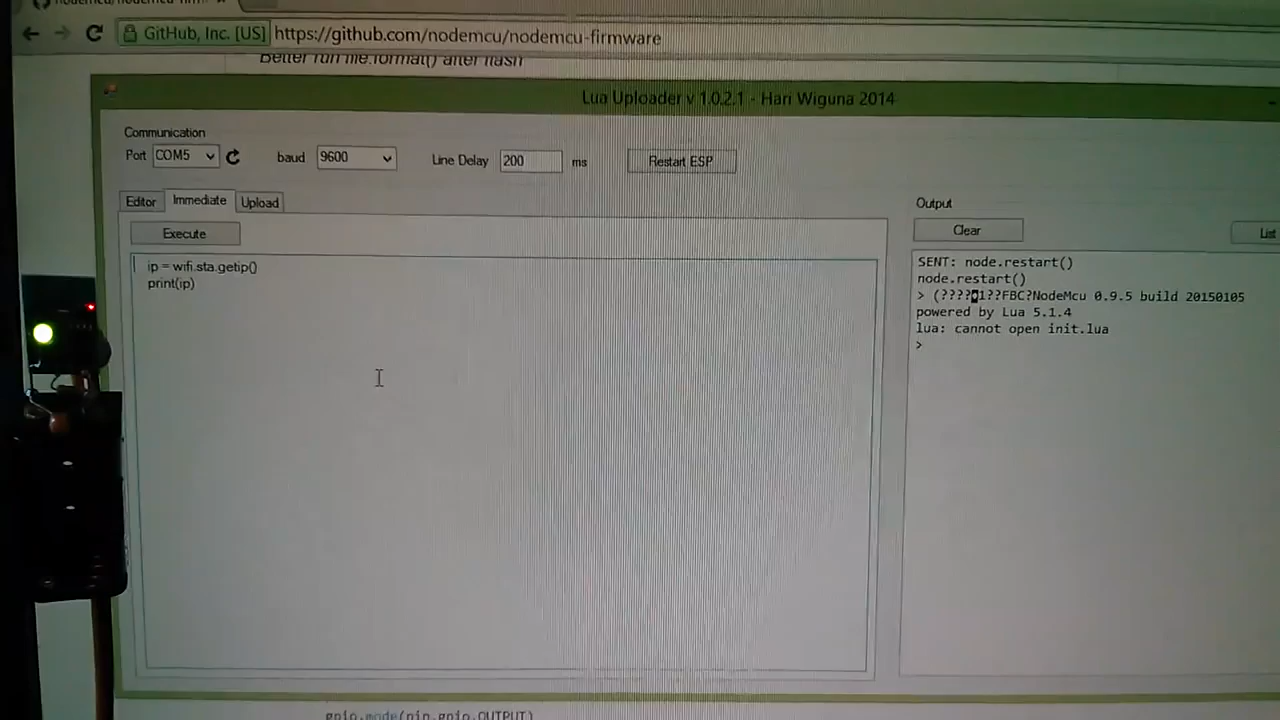 GitHub, Inc. [US] https://github.com/nodemcu/nodemcu-firmware
Better run file.format() after flash
Lua Uploader v 1.0.2.1 - Hari Wiguna 2014
Communication
Port COM5 baud 9600 Line Delay 200 ms Restart ESP
Editor Immediate Upload
Execute
ip = wifi.sta.getip()
print(ip)
Output
Clear List
SENT: node.restart()
node.restart()
> (????�1??FBC?NodeMcu 0.9.5 build 20150105
powered by Lua 5.1.4
lua: cannot open init.lua
>
gpio.mode(pin,gpio.OUTPUT)